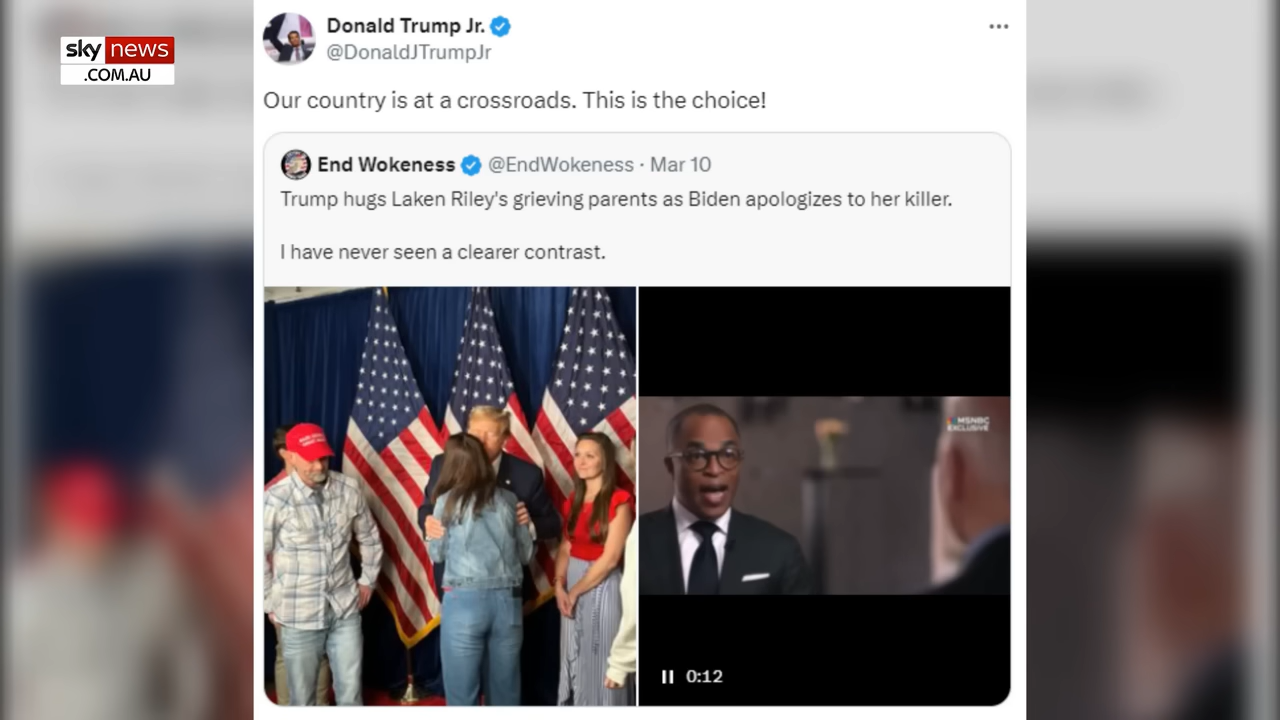 sky news
.COM.AU
Donald Trump Jr.
@DonaldJTrumpJr
Our country is at a crossroads. This is the choice!
End Wokeness @EndWokeness · Mar 10
Trump hugs Laken Riley's grieving parents as Biden apologizes to her killer.
I have never seen a clearer contrast.
MSNBC
EXCLUSIVE
0:12